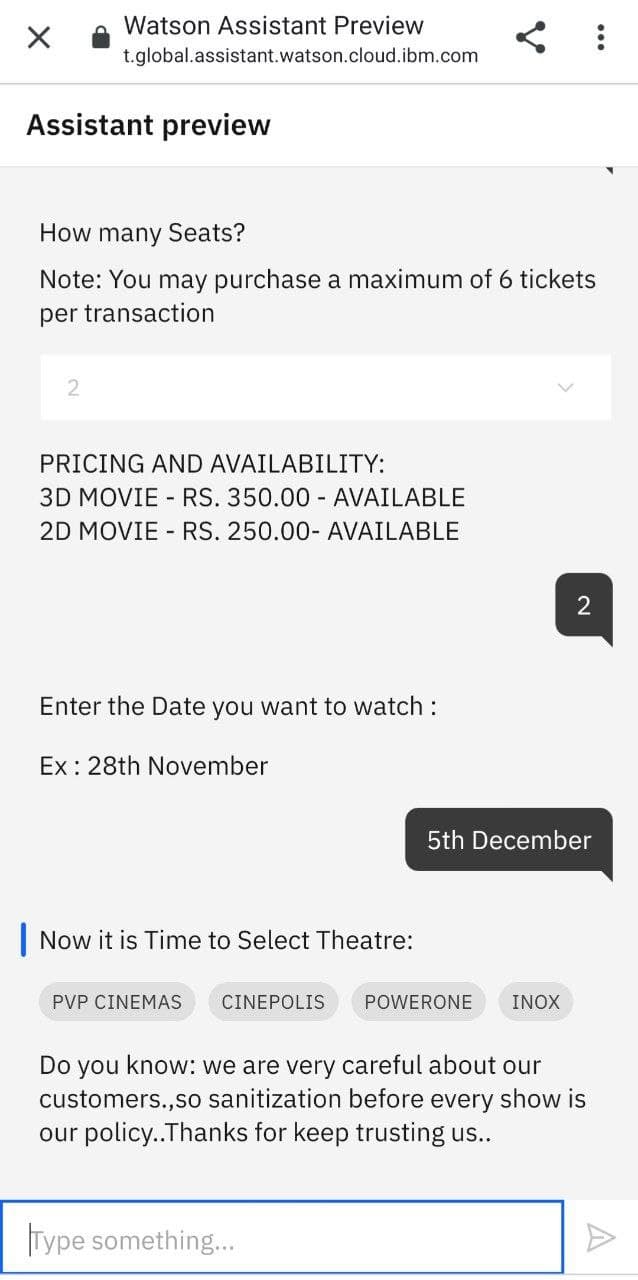 Watson Assistant Preview
t.global.assistant.watson.cloud.ibm.com
Assistant preview
How many Seats?
Note: You may purchase a maximum of 6 tickets
per transaction
2
PRICING AND AVAILABILITY:
3D MOVIE - RS. 350.00 - AVAILABLE
2D MOVIE - RS. 250.00- AVAILABLE
2
Enter the Date you want to watch :
Ex : 28th November
5th December
Now it is Time to Select Theatre:
PVP CINEMAS CINEPOLIS POWERONE INOX
Do you know: we are very careful about our
customers.,so sanitization before every show is
our policy..Thanks for keep trusting us..
Type something...